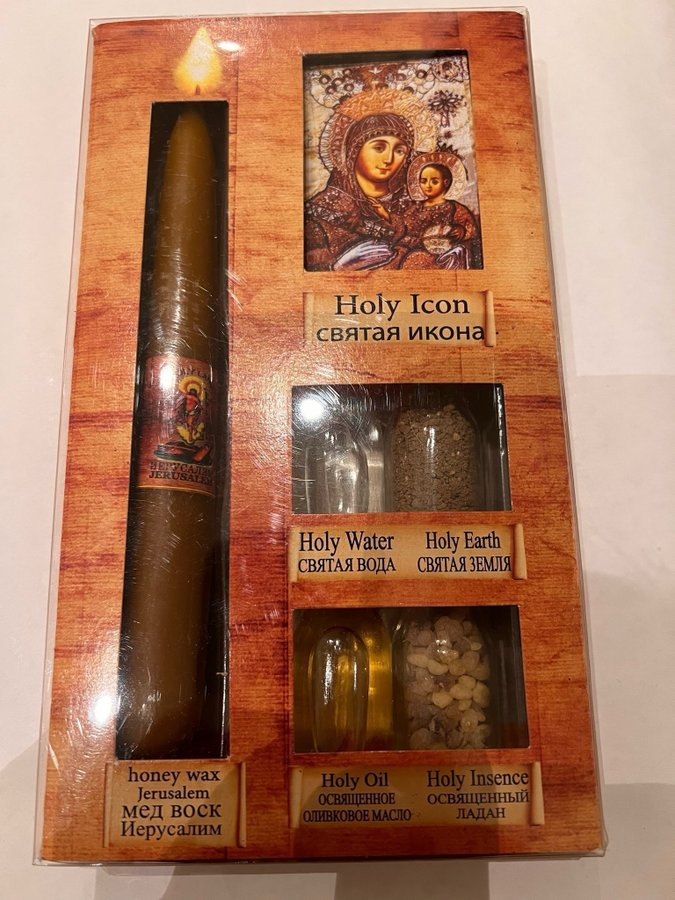 Holy Icon
святая икона
ИЕРУСАЛИМ
JERUSALEM
Holy Water
СВЯТАЯ ВОДА
Holy Earth
СВЯТАЯ ЗЕМЛЯ
honey wax
Jerusalem
мед воск
Иерусалим
Holy Oil
ОСВЯЩЕННОЕ
ОЛИВКОВОЕ МАСЛО
Holy Insence
ОСВЯЩЕННЫЙ
ЛАДАН